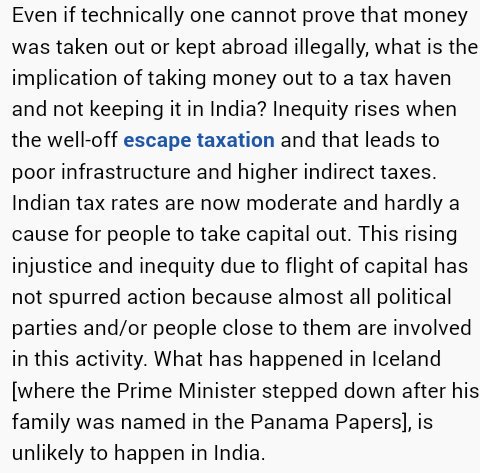 Even if technically one cannot prove that money
was taken out or kept abroad illegally, what is the
implication of taking money out to a tax haven
and not keeping it in India? Inequity rises when
the well-off escape taxation and that leads to
poor infrastructure and higher indirect taxes.
Indian tax rates are now moderate and hardly a
cause for people to take capital out. This rising
injustice and inequity due to flight of capital has
not spurred action because almost all political
parties and/or people close to them are involved
in this activity. What has happened in Iceland
[where the Prime Minister stepped down after his
family was named in the Panama Papers], is
unlikely to happen in India.